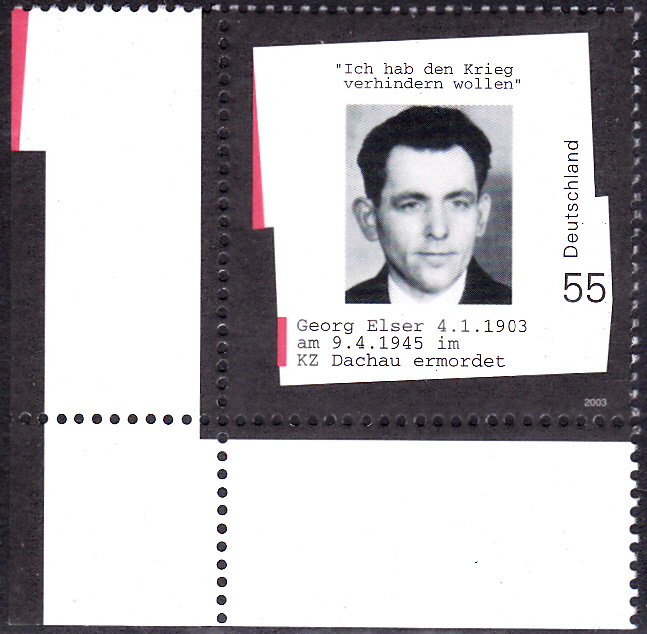 "Ich hab den Krieg
verhindern wollen"
Deutschland
55
Georg Elser 4.1.1903
am 9.4.1945 im
KZ Dachau ermordet
2003